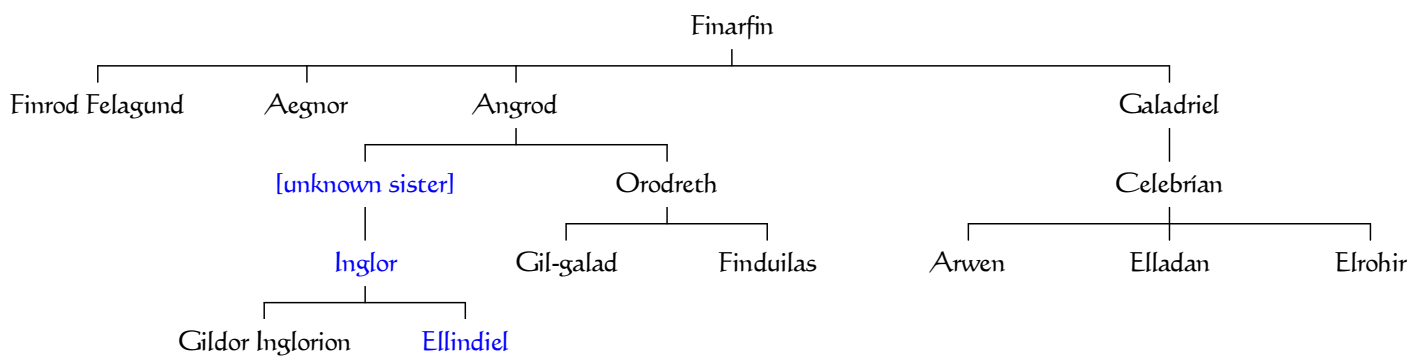 Finarfin
Finrod Felagund Aegnor Angrod Galadriel
[unknown sister] Orodreth Celebrían
Inglor Gil-galad Finduilas Arwen Elladan Elrohir
Gildor Inglorion Ellindiel